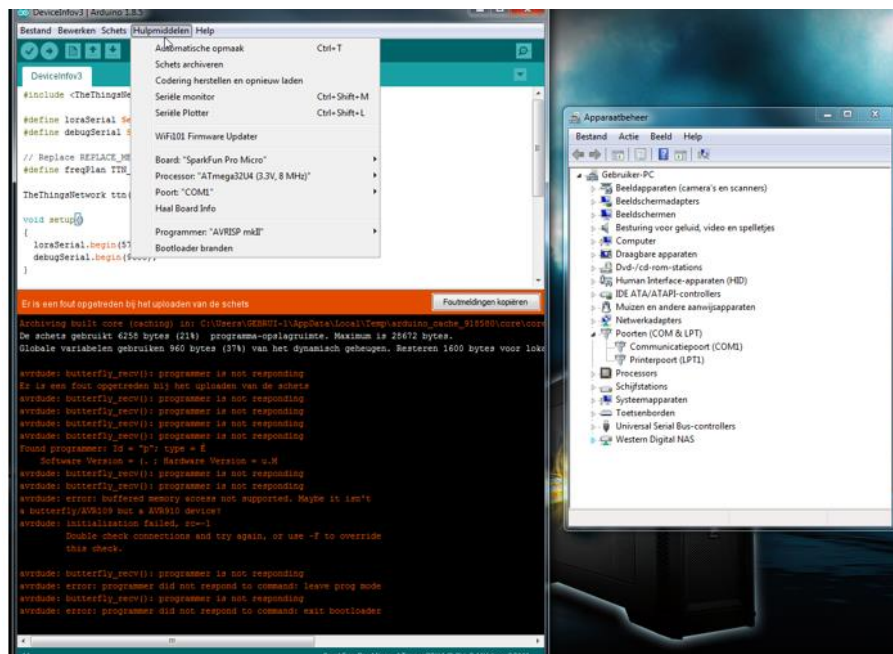 DeviceInfov3 | Arduino 1.8.5
Bestand Bewerken Schets Hulpmiddelen Help
Automatische opmaak Ctrl+T
Schets archiveren
Codering herstellen en opnieuw laden
Seriële monitor Ctrl+Shift+M
Seriële Plotter Ctrl+Shift+L
WiFi101 Firmware Updater
Board: "SparkFun Pro Micro"
Processor: "ATmega32U4 (3.3V, 8 MHz)"
Poort: "COM1"
Haal Board Info
Programmer: "AVRISP mkII"
Bootloader branden
DeviceInfov3
#include <TheThingsNe
#define loraSerial Se
#define debugSerial S
// Replace REPLACE_ME
#define freqPlan TTN_
TheThingsNetwork ttn(
void setup()
{
loraSerial.begin(57
debugSerial.begin(9600);
}
Er is een fout opgetreden bij het uploaden van de schets
Foutmeldingen kopiëren
Archiving built core (caching) in: C:\Users\GEBRUI~1\AppData\Local\Temp\arduino_cache_918580\core\core
De schets gebruikt 6258 bytes (21%) programma-opslagruimte. Maximum is 28672 bytes.
Globale variabelen gebruiken 960 bytes (37%) van het dynamisch geheugen. Resteren 1600 bytes voor loka
avrdude: butterfly_recv(): programmer is not responding
Er is een fout opgetreden bij het uploaden van de schets
avrdude: butterfly_recv(): programmer is not responding
avrdude: butterfly_recv(): programmer is not responding
avrdude: butterfly_recv(): programmer is not responding
avrdude: butterfly_recv(): programmer is not responding
Found programmer: Id = "p"; type = É
Software Version = (. ; Hardware Version = u.M
avrdude: butterfly_recv(): programmer is not responding
avrdude: butterfly_recv(): programmer is not responding
avrdude: error: buffered memory access not supported. Maybe it isn't
a butterfly/AVR109 but a AVR910 device?
avrdude: initialization failed, rc=-1
Double check connections and try again, or use -F to override
this check.
avrdude: butterfly_recv(): programmer is not responding
avrdude: error: programmer did not respond to command: leave prog mode
avrdude: butterfly_recv(): programmer is not responding
avrdude: error: programmer did not respond to command: exit bootloader
Apparaatbeheer
Bestand Actie Beeld Help
Gebruiker-PC
Beeldapparaten (camera's en scanners)
Beeldschermadapters
Beeldschermen
Besturing voor geluid, video en spelletjes
Computer
Draagbare apparaten
Dvd-/cd-rom-stations
Human Interface-apparaten (HID)
IDE ATA/ATAPI-controllers
Muizen en andere aanwijsapparaten
Netwerkadapters
Poorten (COM & LPT)
Communicatiepoort (COM1)
Printerpoort (LPT1)
Processors
Schijfstations
Systeemapparaten
Toetsenborden
Universal Serial Bus-controllers
Western Digital NAS